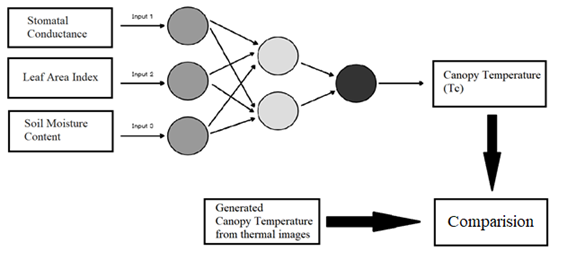 Stomatal
Conductance
Input 1
Leaf Area Index
Input 2
Soil Moisture
Content
Input 3
Canopy Temperature
(Tc)
Generated
Canopy Temperature
from thermal images
Comparision